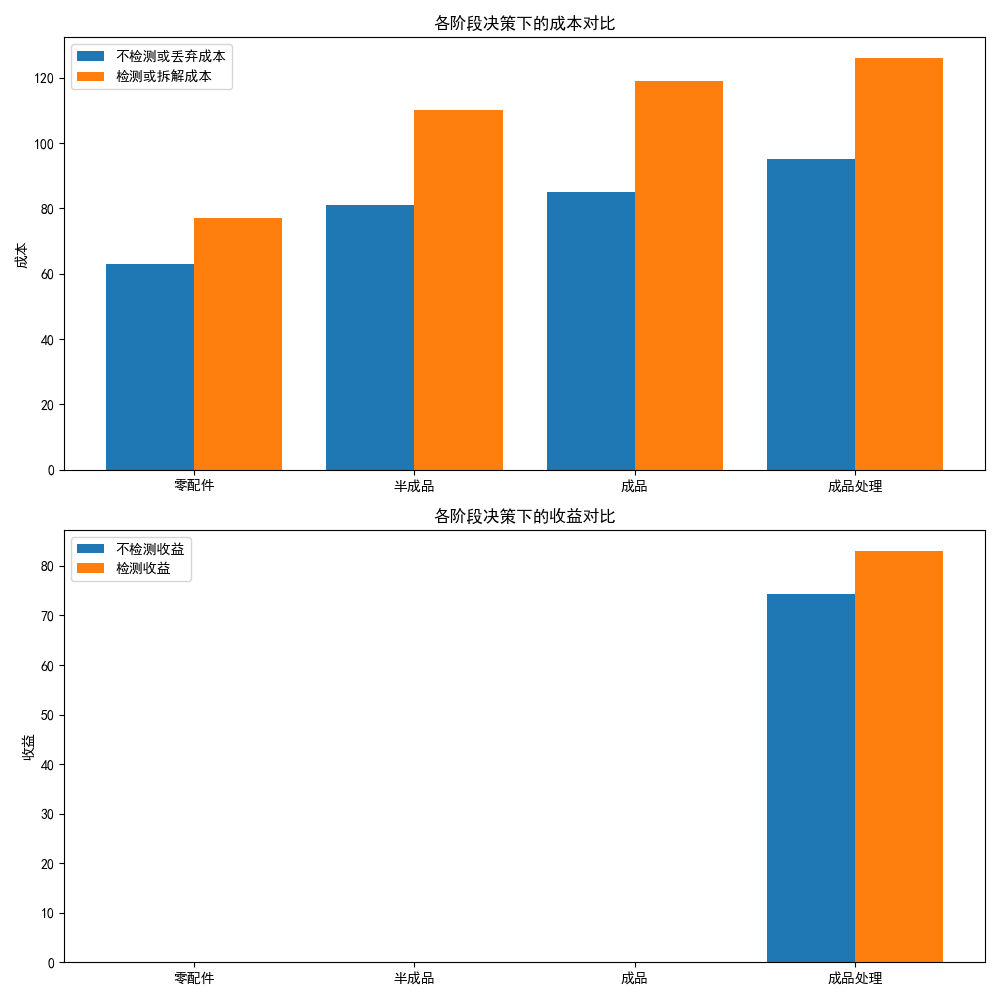 各阶段决策下的成本对比
不检测或丢弃成本
检测或拆解成本
成本
120
100
80
60
40
20
0
零配件 半成品 成品 成品处理
各阶段决策下的收益对比
不检测收益
检测收益
收益
80
70
60
50
40
30
20
10
0
零配件 半成品 成品 成品处理